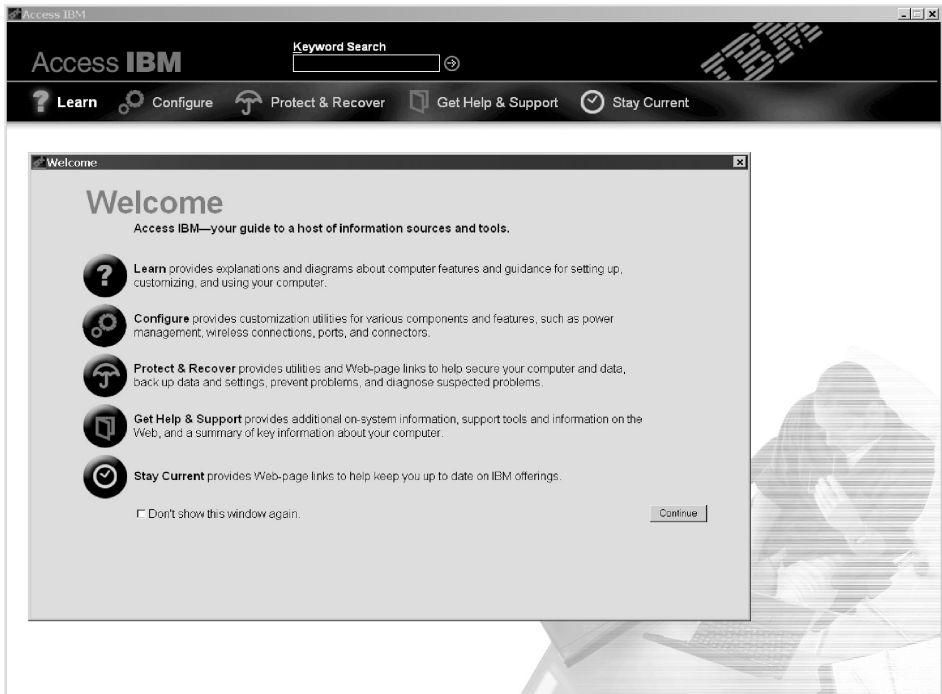 Access IBM
Keyword Search
Access IBM
IBM
Learn Configure Protect & Recover Get Help & Support Stay Current
Welcome
Welcome
Access IBM—your guide to a host of information sources and tools.
Learn provides explanations and diagrams about computer features and guidance for setting up,
customizing, and using your computer.
Configure provides customization utilities for various components and features, such as power
management, wireless connections, ports, and connectors.
Protect & Recover provides utilities and Web-page links to help secure your computer and data,
back up data and settings, prevent problems, and diagnose suspected problems.
Get Help & Support provides additional on-system information, support tools and information on the
Web, and a summary of key information about your computer.
Stay Current provides Web-page links to help keep you up to date on IBM offerings.
Don't show this window again.
Continue